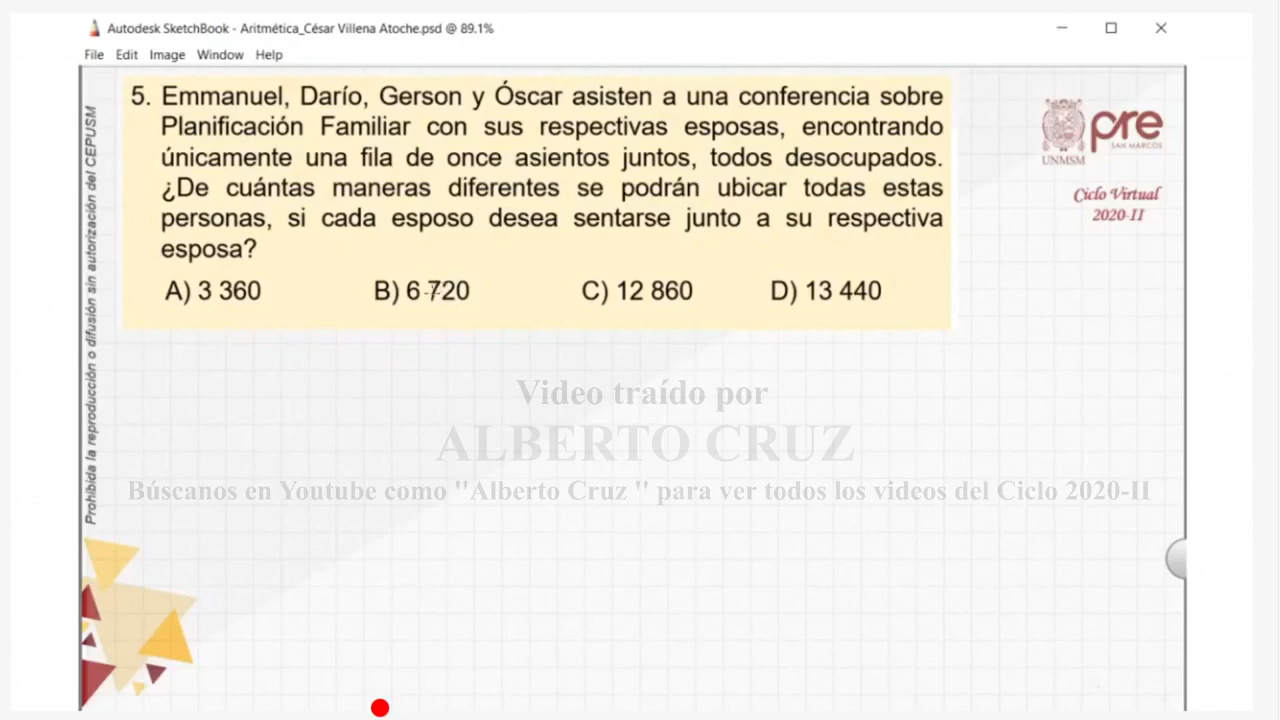 Autodesk SketchBook - Aritmética_César Villena Atoche.psd @ 89.1%
File Edit Image Window Help
5. Emmanuel, Darío, Gerson y Óscar asisten a una conferencia sobre
Planificación Familiar con sus respectivas esposas, encontrando
únicamente una fila de once asientos juntos, todos desocupados.
¿De cuántas maneras diferentes se podrán ubicar todas estas
personas, si cada esposo desea sentarse junto a su respectiva
esposa?
A) 3 360 B) 6 720 C) 12 860 D) 13 440
UNMSM
pre
SAN MARCOS
Ciclo Virtual
2020-II
Prohibida la reproducción o difusión sin autorización del CEPUSM
Video traído por
ALBERTO CRUZ
Búscanos en Youtube como "Alberto Cruz " para ver todos los videos del Ciclo 2020-II